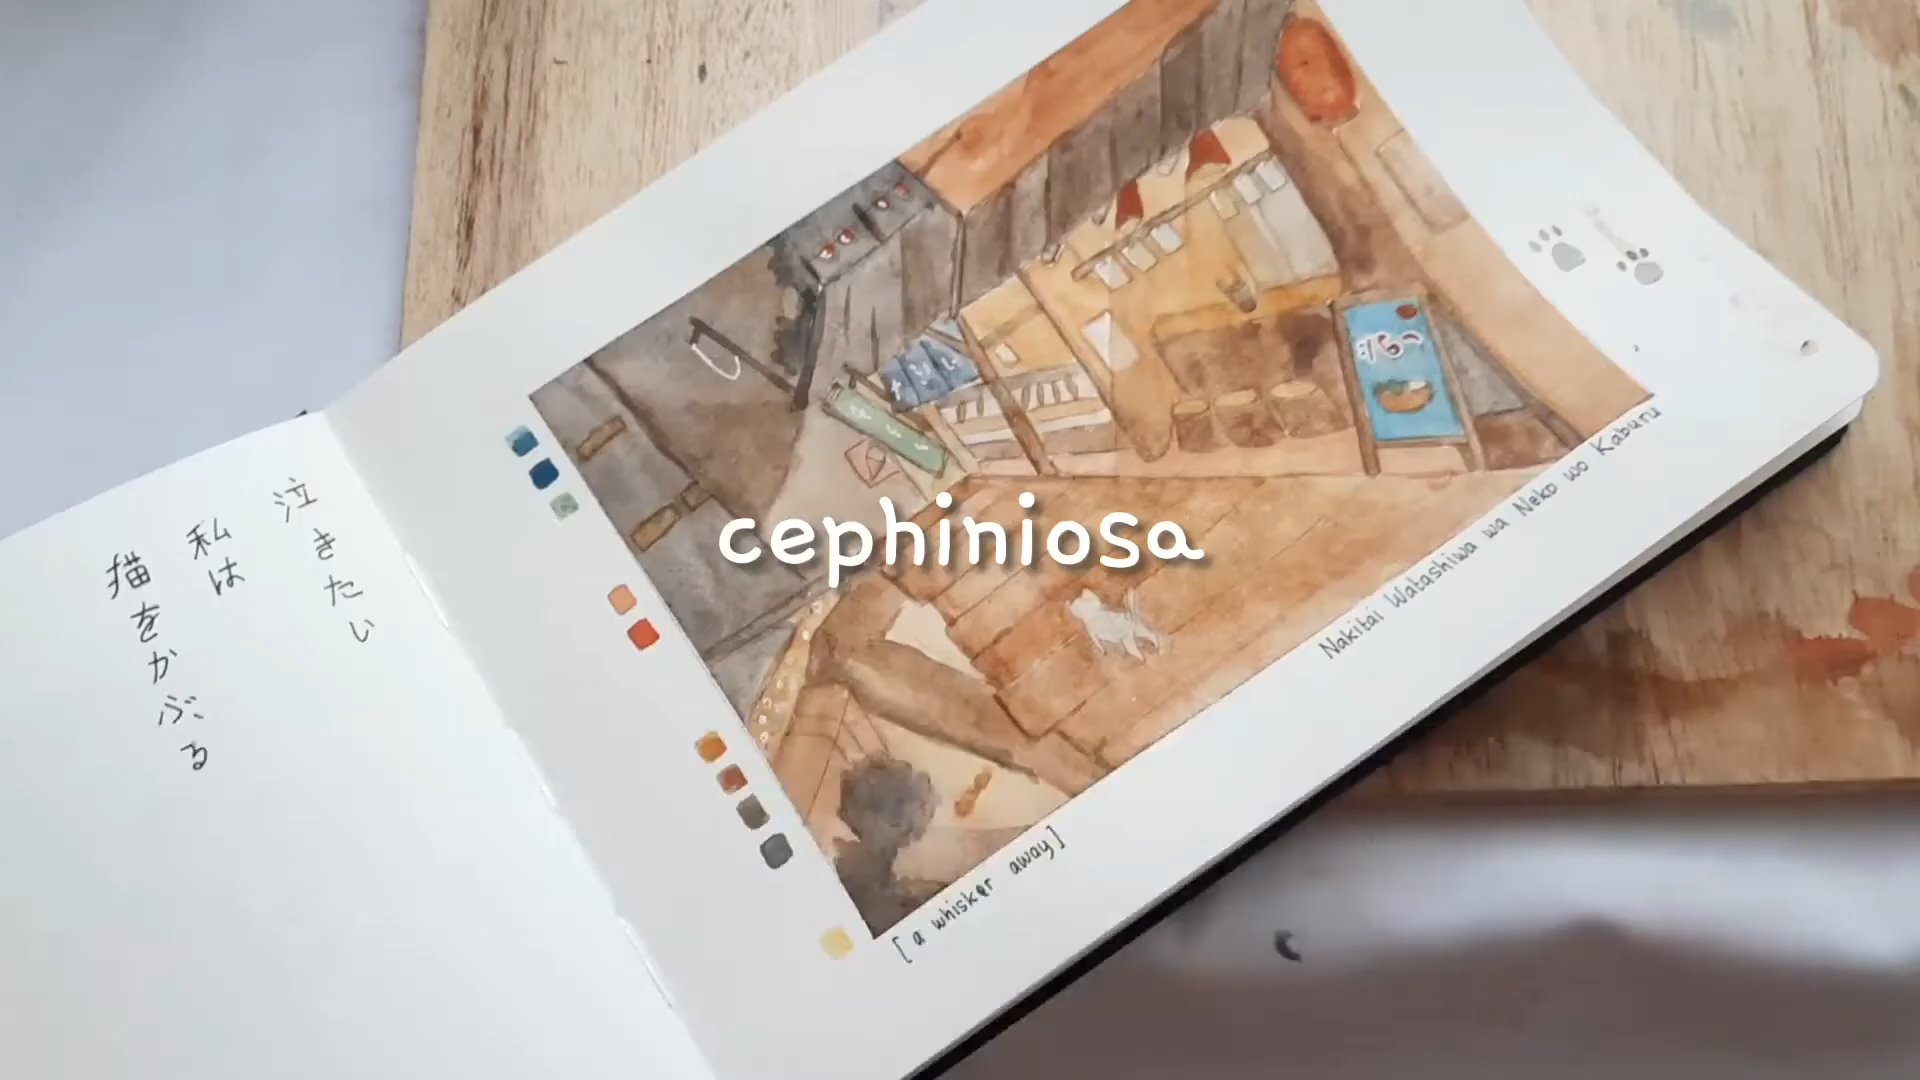 泣きたい
私は
猫をかぶる
cephiniosa
Nakitai Watashiwa wa Neko wo Kaburu
[a whisker away]